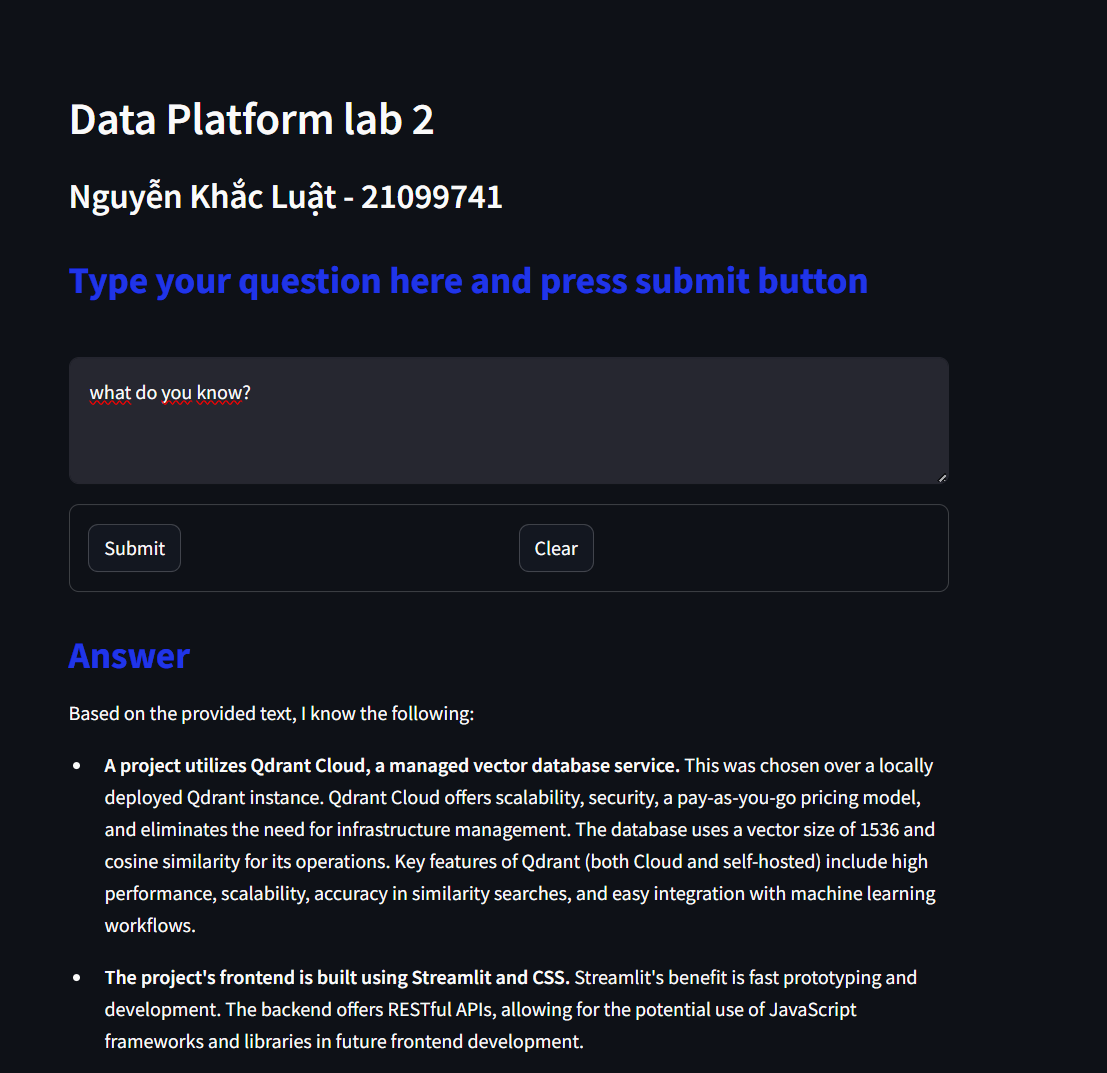 Data Platform lab 2
Nguyễn Khắc Luật - 21099741
Type your question here and press submit button
what do you know?
Submit
Clear
Answer
Based on the provided text, I know the following:
A project utilizes Qdrant Cloud, a managed vector database service. This was chosen over a locally
deployed Qdrant instance. Qdrant Cloud offers scalability, security, a pay-as-you-go pricing model,
and eliminates the need for infrastructure management. The database uses a vector size of 1536 and
cosine similarity for its operations. Key features of Qdrant (both Cloud and self-hosted) include high
performance, scalability, accuracy in similarity searches, and easy integration with machine learning
workflows.
The project's frontend is built using Streamlit and CSS. Streamlit's benefit is fast prototyping and
development. The backend offers RESTful APIs, allowing for the potential use of JavaScript
frameworks and libraries in future frontend development.